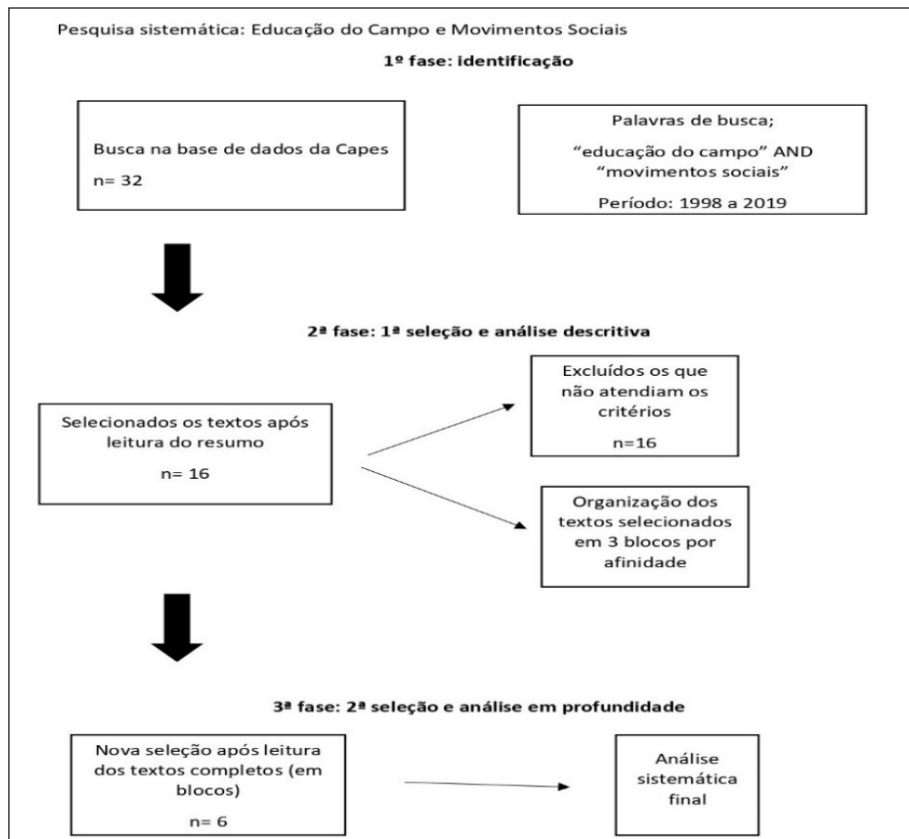 Pesquisa sistemática: Educação do Campo e Movimentos Sociais
1º fase: identificação
Busca na base de dados da Capes
n= 32
Palavras de busca;
“educação do campo” AND
“movimentos sociais”
Período: 1998 a 2019
2ª fase: 1ª seleção e análise descritiva
Selecionados os textos após
leitura do resumo
n= 16
Excluídos os que
não atendiam os
critérios
n=16
Organização dos
textos selecionados
em 3 blocos por
afinidade
3ª fase: 2ª seleção e análise em profundidade
Nova seleção após leitura
dos textos completos (em
blocos)
n= 6
Análise
sistemática
final